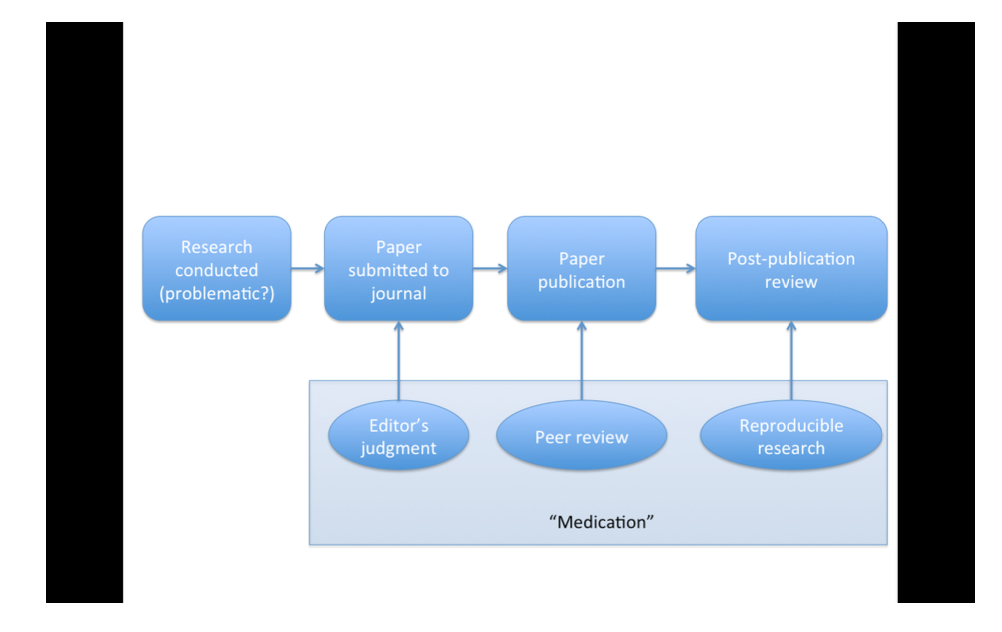 Research
conducted
(problematic?)
Paper
submitted to
journal
Paper
publication
Post-publication
review
Editor’s
judgment
Peer review
Reproducible
research
“Medication”